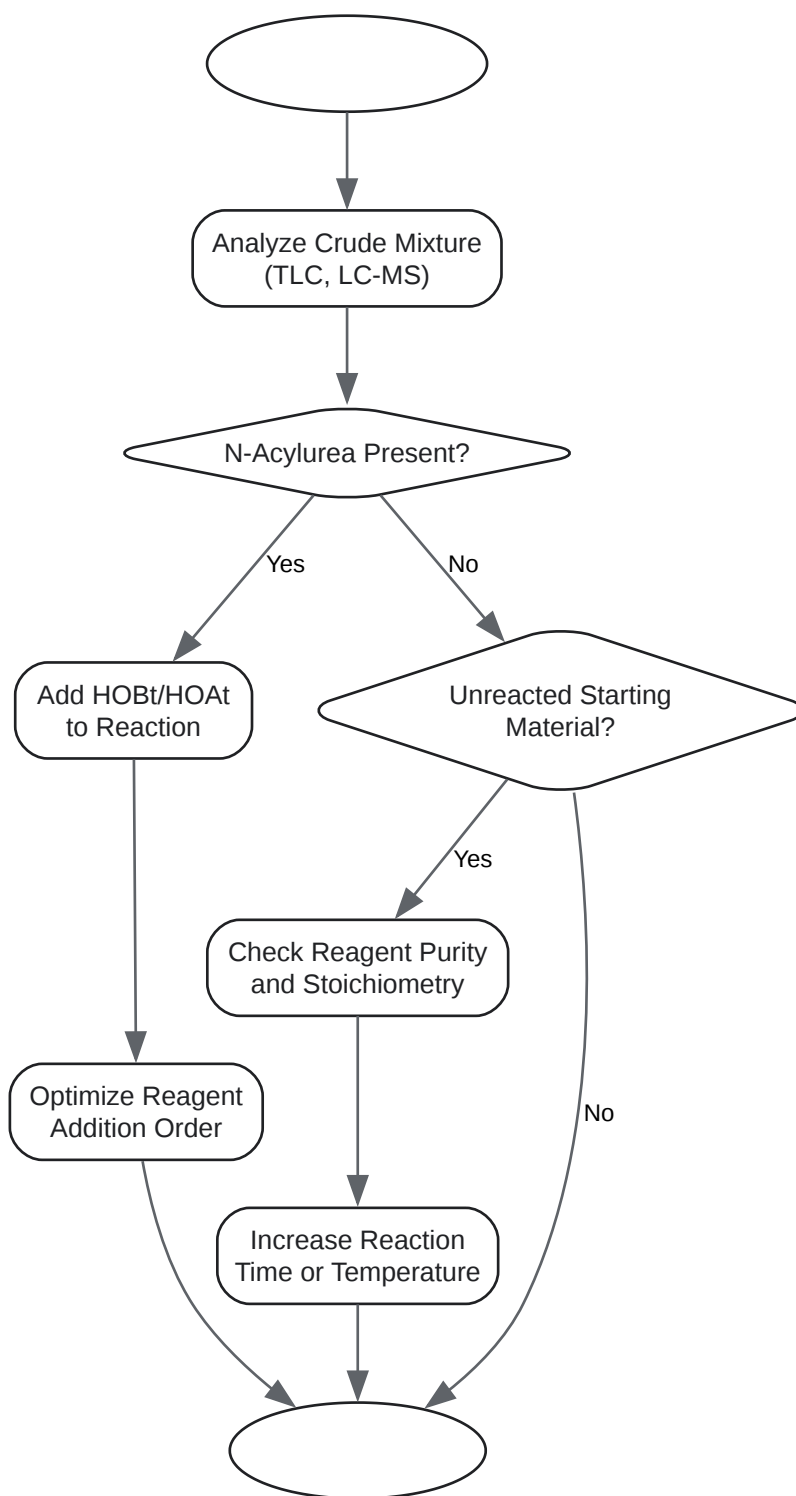 Analyze Crude Mixture
(TLC, LC-MS)
N-Acylurea Present?
Yes
No
Add HOBt/HOAt
to Reaction
Unreacted Starting
Material?
Yes
Check Reagent Purity
and Stoichiometry
Optimize Reagent
Addition Order
No
Increase Reaction
Time or Temperature